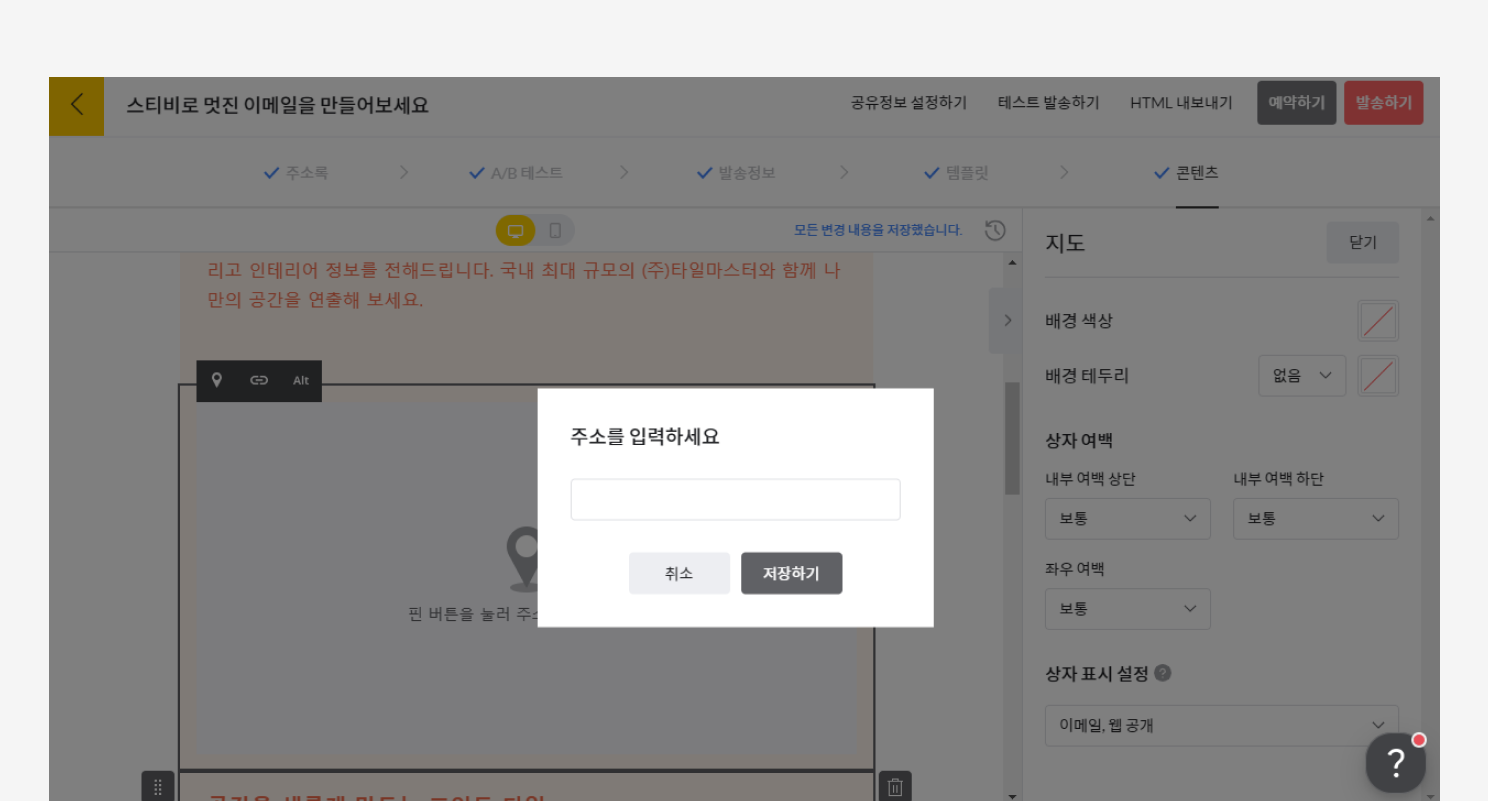 스티비로 멋진 이메일을 만들어보세요
공유정보 설정하기 테스트 발송하기 HTML 내보내기 예약하기 발송하기
주소록 A/B 테스트 발송정보 템플릿 콘텐츠
모든 변경 내용을 저장했습니다.
리고 인테리어 정보를 전해드립니다. 국내 최대 규모의 (주)타일마스터와 함께 나
만의 공간을 연출해 보세요.
Alt
주소를 입력하세요
취소 저장하기
핀 버튼을 눌러
지도 닫기
배경 색상
배경 테두리 없음
상자 여백
내부 여백 상단 내부 여백 하단
보통 보통
좌우 여백
보통
상자 표시 설정 ?
이메일, 웹 공개
?